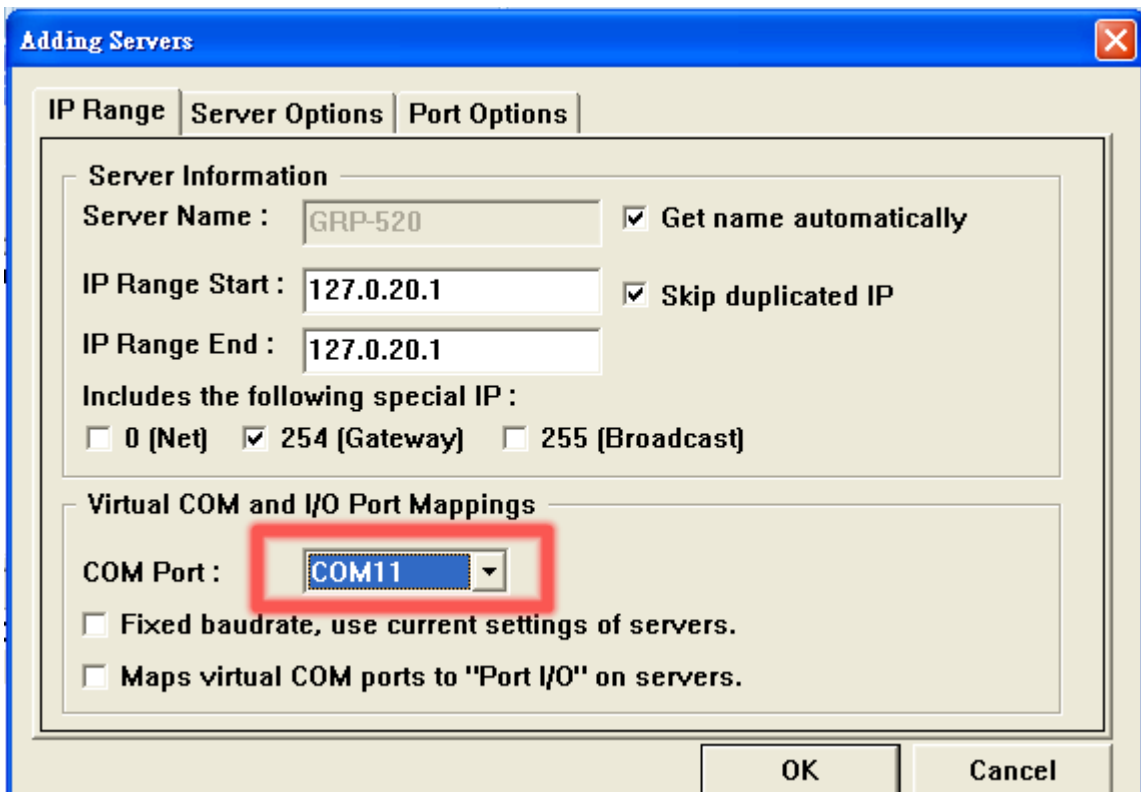 Adding Servers
IP Range Server Options Port Options
Server Information
Server Name : GRP-520 Get name automatically
IP Range Start : 127.0.20.1 Skip duplicated IP
IP Range End : 127.0.20.1
Includes the following special IP :
0 (Net) 254 (Gateway) 255 (Broadcast)
Virtual COM and I/O Port Mappings
COM Port : COM11
Fixed baudrate, use current settings of servers.
Maps virtual COM ports to "Port I/O" on servers.
OK Cancel